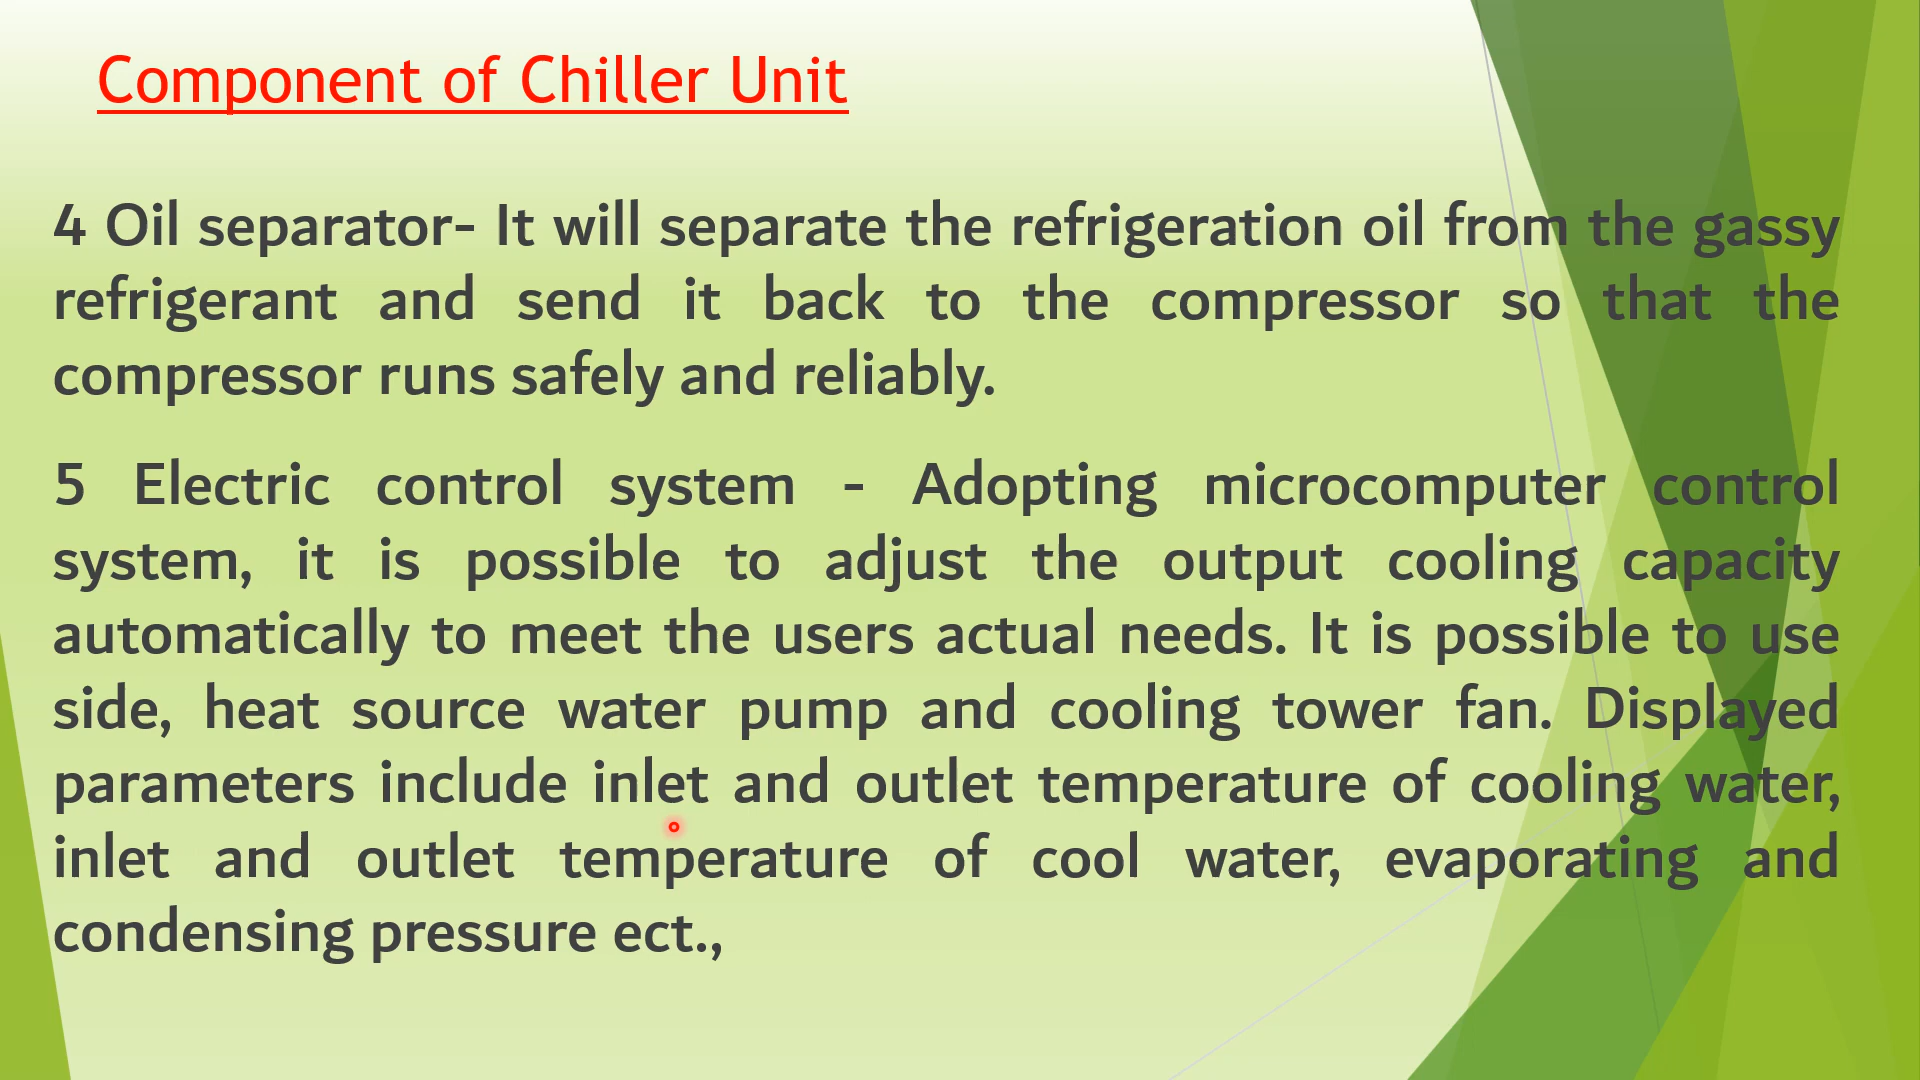 Component of Chiller Unit
4 Oil separator- It will separate the refrigeration oil from the gassy
refrigerant and send it back to the compressor so that the
compressor runs safely and reliably.
5 Electric control system - Adopting microcomputer control
system, it is possible to adjust the output cooling capacity
automatically to meet the users actual needs. It is possible to use
side, heat source water pump and cooling tower fan. Displayed
parameters include inlet and outlet temperature of cooling water,
inlet and outlet temperature of cool water, evaporating and
condensing pressure ect.,